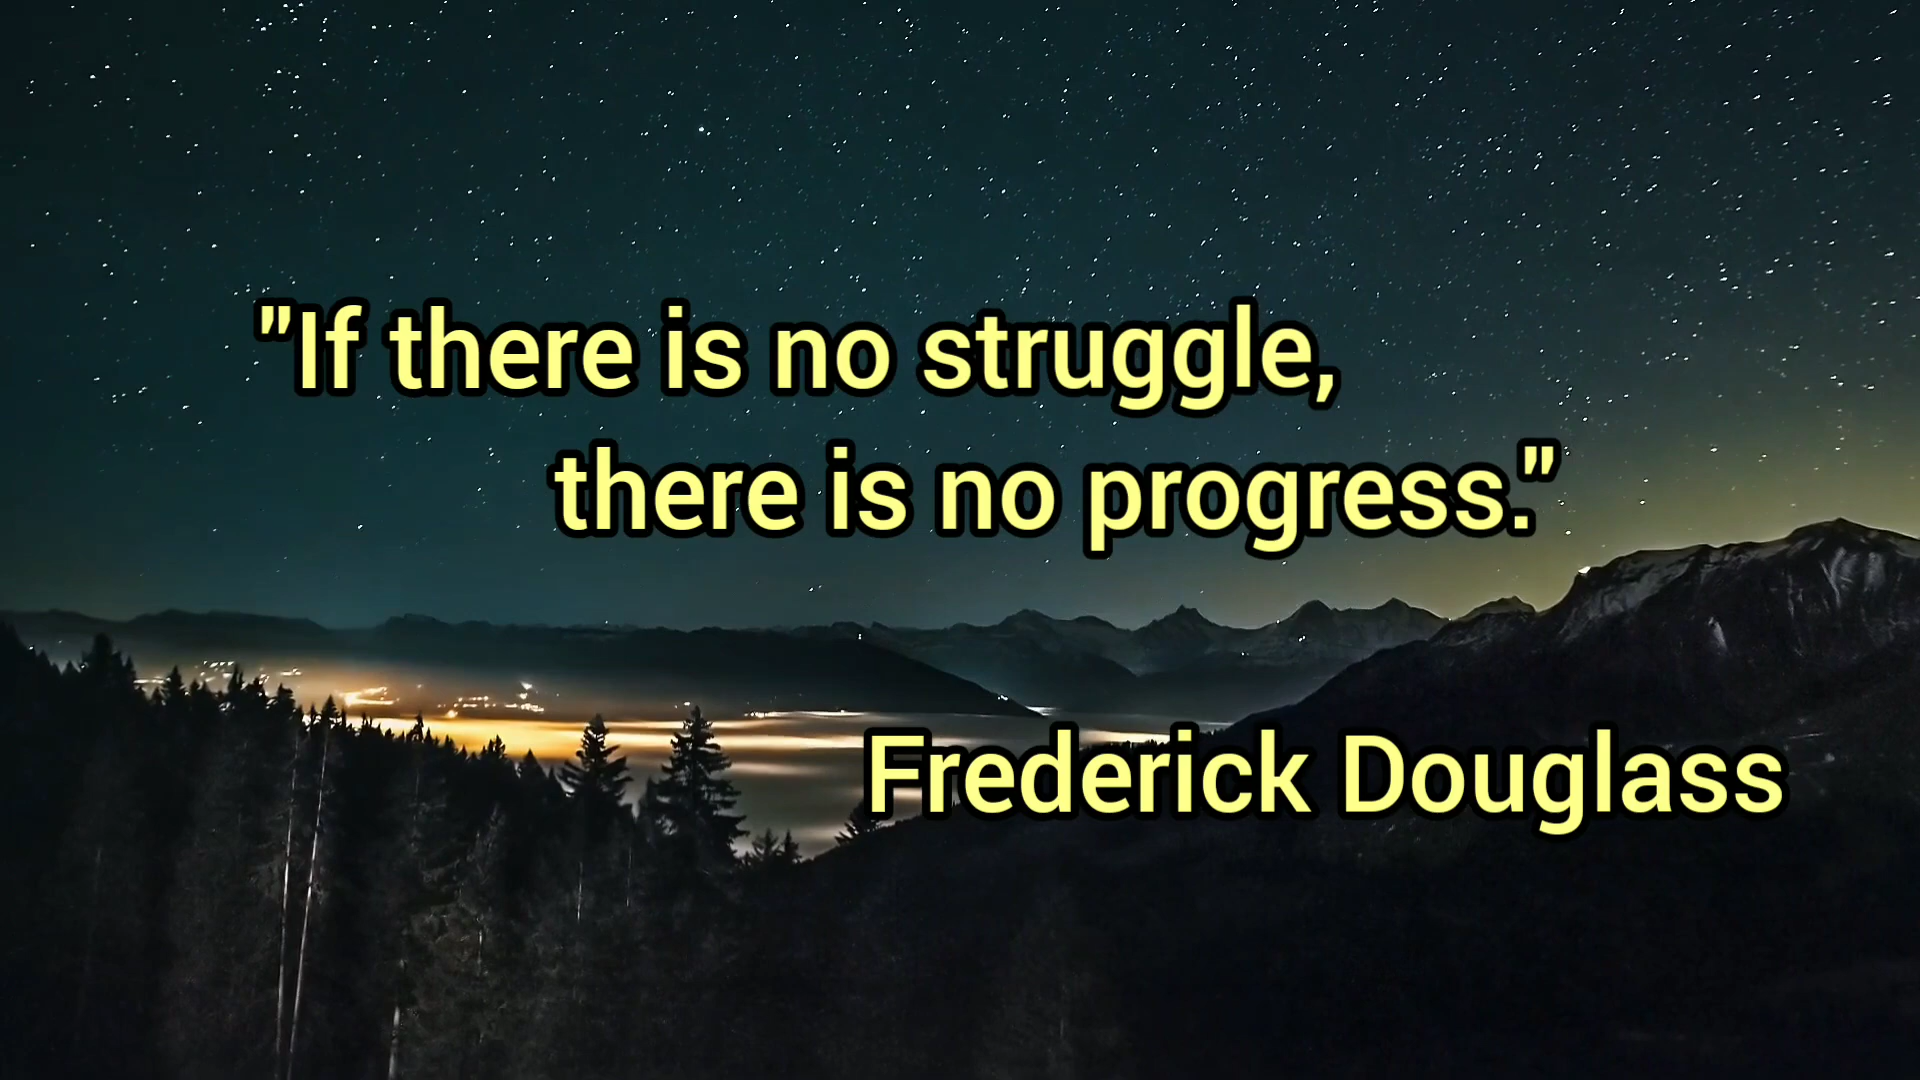 "If there is no struggle,
there is no progress."
Frederick Douglass